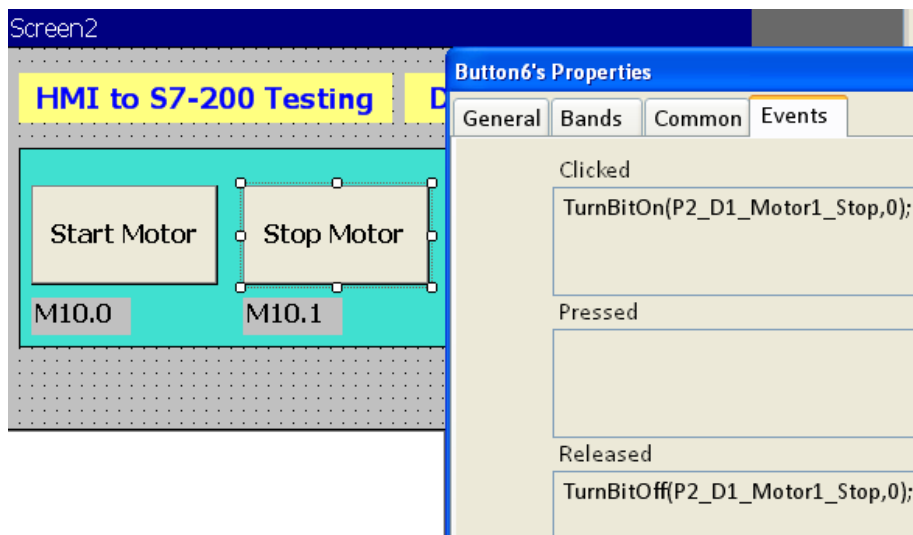 Screen2
HMI to S7-200 Testing
D
Start Motor
Stop Motor
M10.0
M10.1
Button6's Properties
General
Bands
Common
Events
Clicked
TurnBitOn(P2_D1_Motor1_Stop,0);
Pressed
Released
TurnBitOff(P2_D1_Motor1_Stop,0);